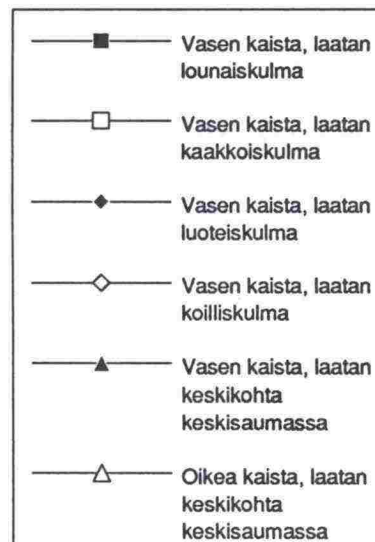 Vasen kaista, laatan
lounaiskulma
Vasen kaista, laatan
kaakkoiskulma
Vasen kaista, laatan
luoteiskulma
Vasen kaista, laatan
koilliskulma
Vasen kaista, laatan
keskikohta
keskisaumassa
Oikea kaista, laatan
keskikohta
keskisaumassa